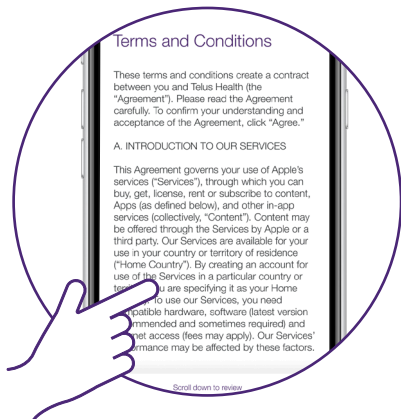 Terms and Conditions
These terms and conditions create a contract
between you and Telus Health (the
“Agreement”). Please read the Agreement
carefully. To confirm your understanding and
acceptance of the Agreement, click “Agree.”
A. INTRODUCTION TO OUR SERVICES
This Agreement governs your use of Apple’s
services (“Services”), through which you can
buy, get, license, rent or subscribe to content,
Apps (as defined below), and other in-app
services (collectively, “Content”). Content may
be offered through the Services by Apple or a
third party. Our Services are available for your
use in your country or territory of residence
(“Home Country”). By creating an account for
use of the Services in a particular country or
you are specifying it as your Home
To use our Services, you need
hardware, software (latest version
and sometimes required) and
access (fees may apply). Our Services’
may be affected by these factors.
Scroll down to review